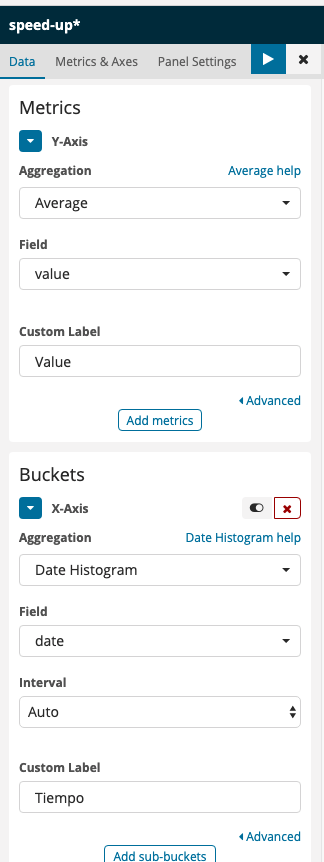 speed-up*
Data Metrics & Axes Panel Settings
Metrics
Y-Axis
Aggregation Average help
Average
Field
value
Custom Label
Value
Advanced
Add metrics
Buckets
X-Axis
Aggregation Date Histogram help
Date Histogram
Field
date
Interval
Auto
Custom Label
Tiempo
Advanced
Add sub-buckets